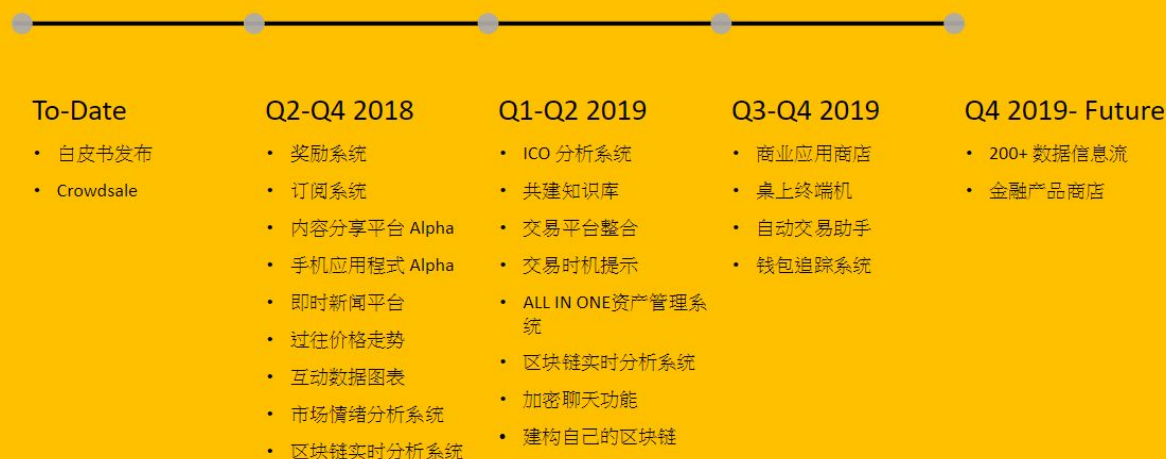 To-Date
• 白皮书发布
• Crowdsale
Q2-Q4 2018
• 奖励系统
• 订阅系统
• 内容分享平台 Alpha
• 手机应用程式 Alpha
• 即时新闻平台
• 过往价格走势
• 互动数据图表
• 市场情绪分析系统
• 区块链实时分析系统
Q1-Q2 2019
• ICO 分析系统
• 共建知识库
• 交易平台整合
• 交易时机提示
• ALL IN ONE资产管理系
统
• 区块链实时分析系统
• 加密聊天功能
• 建构自己的区块链
Q3-Q4 2019
• 商业应用商店
• 桌上终端机
• 自动交易助手
• 钱包追踪系统
Q4 2019- Future
• 200+ 数据信息流
• 金融产品商店